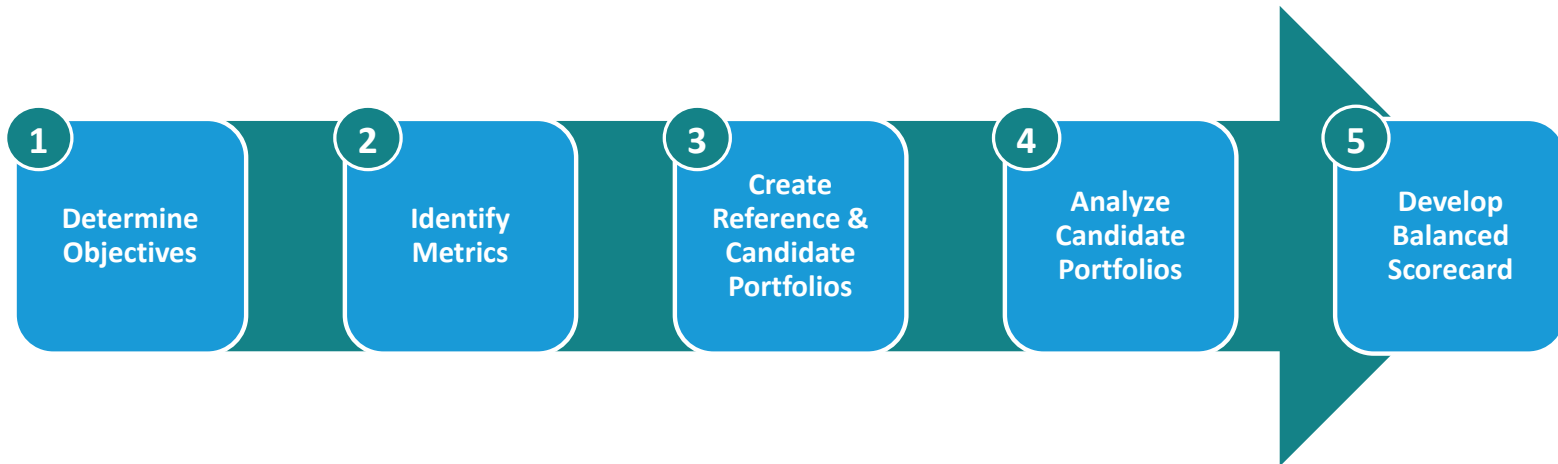 1
Determine
Objectives
2
Identify
Metrics
3
Create
Reference &
Candidate
Portfolios
4
Analyze
Candidate
Portfolios
5
Develop
Balanced
Scorecard